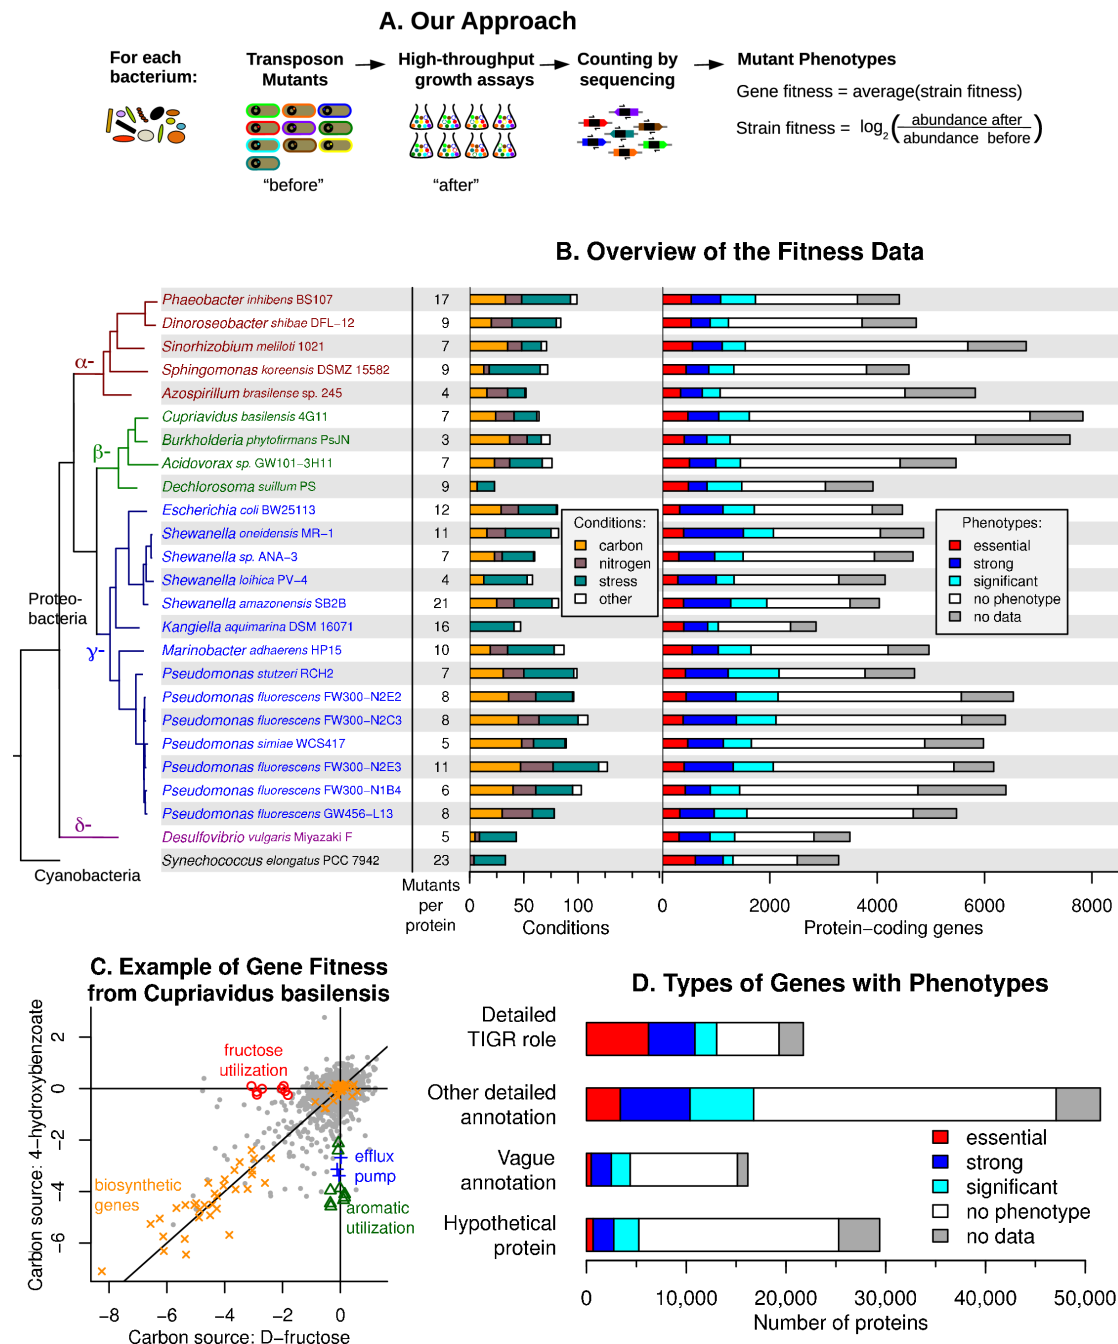 A. Our Approach
For each
bacterium:
Transposon
Mutants
"before"
High-throughput
growth assays
"after"
Counting by
sequencing
Mutant Phenotypes
Gene fitness = average(strain fitness)
Strain fitness = log2(abundance after / abundance before)
B. Overview of the Fitness Data
Phaeobacter inhibens BS107 17
Dinoroseobacter shibae DFL−12 9
Sinorhizobium meliloti 1021 7
α-
Sphingomonas koreensis DSMZ 15582 9
Azospirillum brasilense sp. 245 4
Cupriavidus basilensis 4G11 7
Burkholderia phytofirmans PsJN 3
β-
Acidovorax sp. GW101−3H11 7
Dechlorosoma suillum PS 9
Escherichia coli BW25113 12
Shewanella oneidensis MR−1 11
Shewanella sp. ANA−3 7
Shewanella loihica PV−4 4
Shewanella amazonensis SB2B 21
Proteo-
bacteria
Kangiella aquimarina DSM 16071 16
γ-
Marinobacter adhaerens HP15 10
Pseudomonas stutzeri RCH2 7
Pseudomonas fluorescens FW300−N2E2 8
Pseudomonas fluorescens FW300−N2C3 8
Pseudomonas simiae WCS417 5
Pseudomonas fluorescens FW300−N2E3 11
Pseudomonas fluorescens FW300−N1B4 6
Pseudomonas fluorescens GW456−L13 8
δ-
Desulfovibrio vulgaris Miyazaki F 5
Synechococcus elongatus PCC 7942 23
Cyanobacteria
Mutants
per
protein
Conditions:
carbon
nitrogen
stress
other
Phenotypes:
essential
strong
significant
no phenotype
no data
0 50 100
Conditions
0 2000 4000 6000 8000
Protein−coding genes
C. Example of Gene Fitness
from Cupriavidus basilensis
Carbon source: 4−hydroxybenzoate
2
0
−2
−4
−6
fructose
utilization
efflux
pump
biosynthetic
genes
aromatic
utilization
−8 −6 −4 −2 0
Carbon source: D−fructose
D. Types of Genes with Phenotypes
Detailed
TIGR role
Other detailed
annotation
Vague
annotation
Hypothetical
protein
essential
strong
significant
no phenotype
no data
0 10,000 20,000 30,000 40,000 50,000
Number of proteins